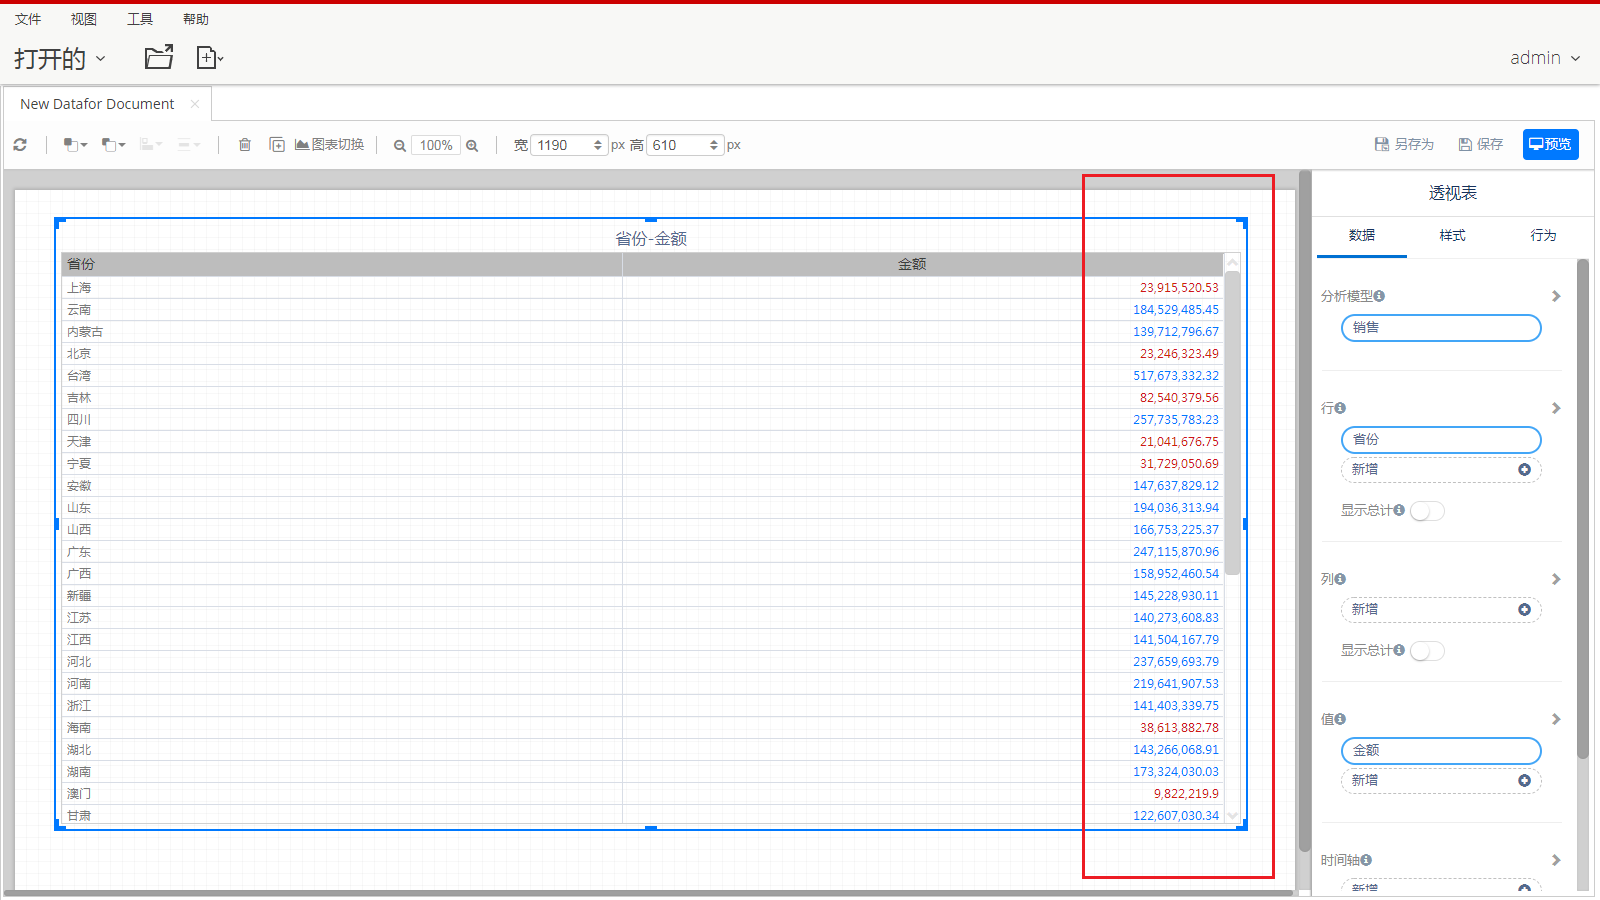 文件 视图 工具 帮助
打开的
admin
New Datafor Document
图表切换 100% 宽 1190 px 高 610 px 另存为 保存 预览
透视表
数据 样式 行为
省份-金额
省份 金额
上海 23,915,520.53
云南 184,529,485.45
内蒙古 139,712,796.67
北京 23,246,323.49
台湾 517,673,332.32
吉林 82,540,379.56
四川 257,735,783.23
天津 21,041,676.75
宁夏 31,729,050.69
安徽 147,637,829.12
山东 194,036,313.94
山西 166,753,225.37
广东 247,115,870.96
广西 158,952,460.54
新疆 145,228,930.11
江苏 140,273,608.83
江西 141,504,167.79
河北 237,659,693.79
河南 219,641,907.53
浙江 141,403,339.75
海南 38,613,882.78
湖北 143,266,068.91
湖南 173,324,030.03
澳门 9,822,219.9
甘肃 122,607,030.34
分析模型
销售
行
省份
新增
显示总计
列
新增
显示总计
值
金额
新增
时间轴
新增